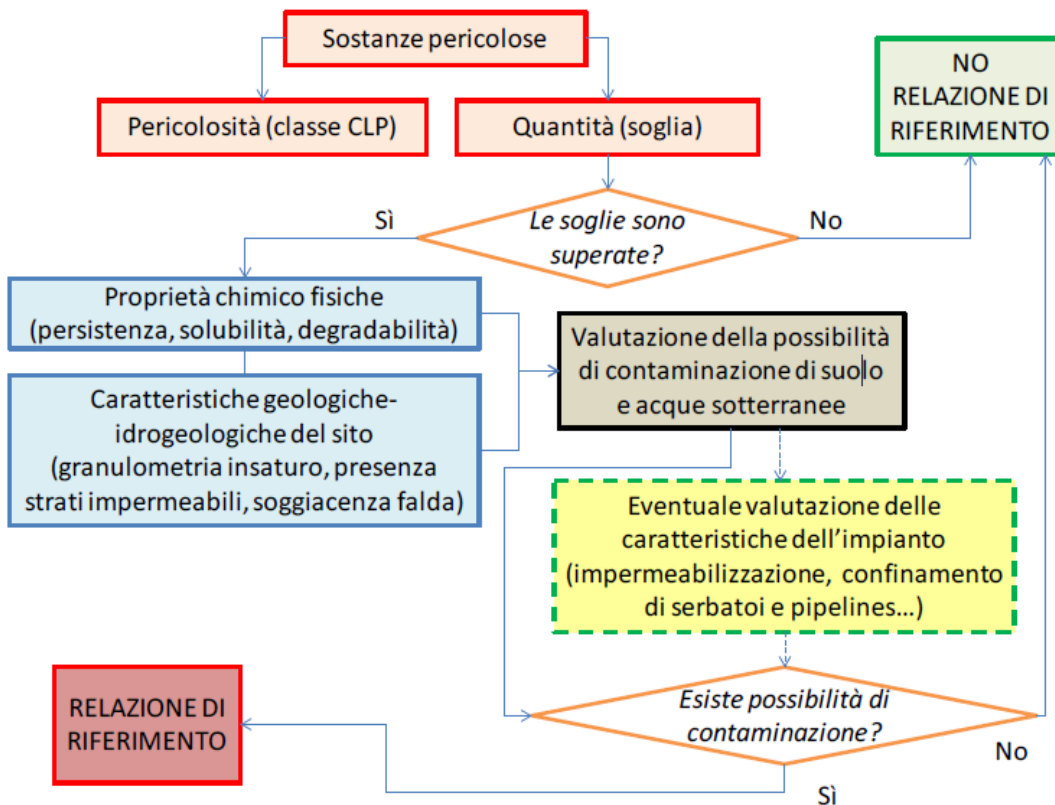 Sostanze pericolose
NO
RELAZIONE DI
RIFERIMENTO
Pericolosità (classe CLP)
Quantità (soglia)
Sì
Le soglie sono
superate?
No
Proprietà chimico fisiche
(persistenza, solubilità, degradabilità)
Valutazione della possibilità
di contaminazione di suolo
e acque sotterranee
Caratteristiche geologiche-
idrogeologiche del sito
(granulometria insaturo, presenza
strati impermeabili, soggiacenza falda)
Eventuale valutazione delle
caratteristiche dell'impianto
(impermeabilizzazione, confinamento
di serbatoi e pipelines...)
RELAZIONE DI
RIFERIMENTO
Esiste possibilità di
contaminazione?
No
Sì